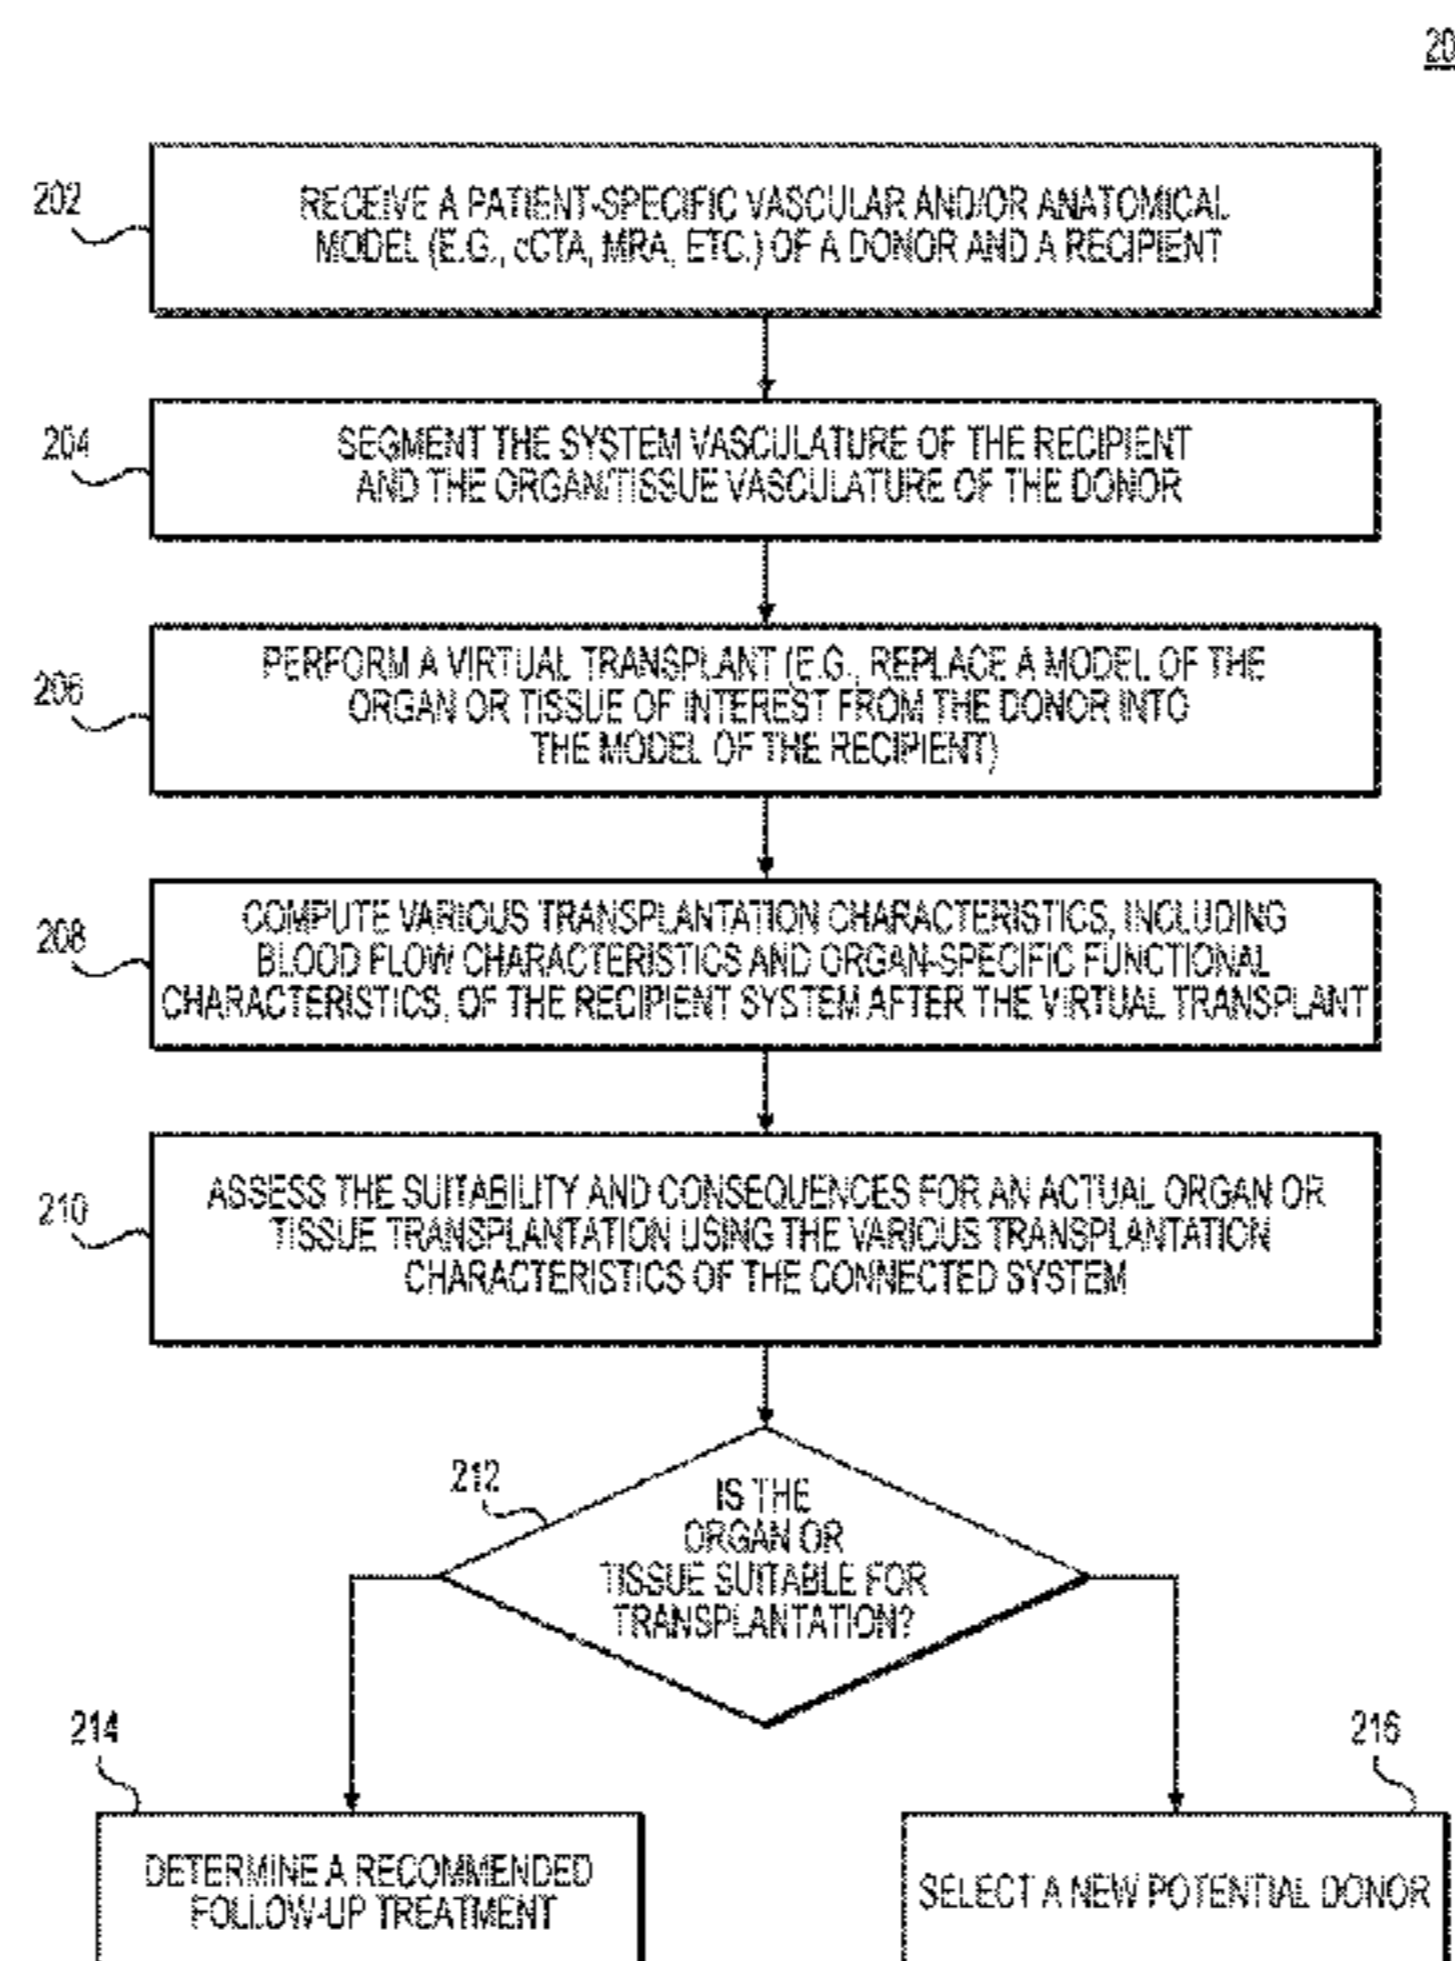 20
202
RECEIVE A PATIENT-SPECIFIC VASCULAR AND/OR ANATOMICAL
MODEL (E.G., cCTA, MRA, ETC.) OF A DONOR AND A RECIPIENT
204
SEGMENT THE SYSTEM VASCULATURE OF THE RECIPIENT
AND THE ORGAN/TISSUE VASCULATURE OF THE DONOR
206
PERFORM A VIRTUAL TRANSPLANT (E.G., REPLACE A MODEL OF THE
ORGAN OR TISSUE OF INTEREST FROM THE DONOR INTO
THE MODEL OF THE RECIPIENT)
208
COMPUTE VARIOUS TRANSPLANTATION CHARACTERISTICS, INCLUDING
BLOOD FLOW CHARACTERISTICS AND ORGAN-SPECIFIC FUNCTIONAL
CHARACTERISTICS, OF THE RECIPIENT SYSTEM AFTER THE VIRTUAL TRANSPLANT
210
ASSESS THE SUITABILITY AND CONSEQUENCES FOR AN ACTUAL ORGAN OR
TISSUE TRANSPLANTATION USING THE VARIOUS TRANSPLANTATION
CHARACTERISTICS OF THE CONNECTED SYSTEM
212
IS THE
ORGAN OR
TISSUE SUITABLE FOR
TRANSPLANTATION?
214
DETERMINE A RECOMMENDED
FOLLOW-UP TREATMENT
216
SELECT A NEW POTENTIAL DONOR